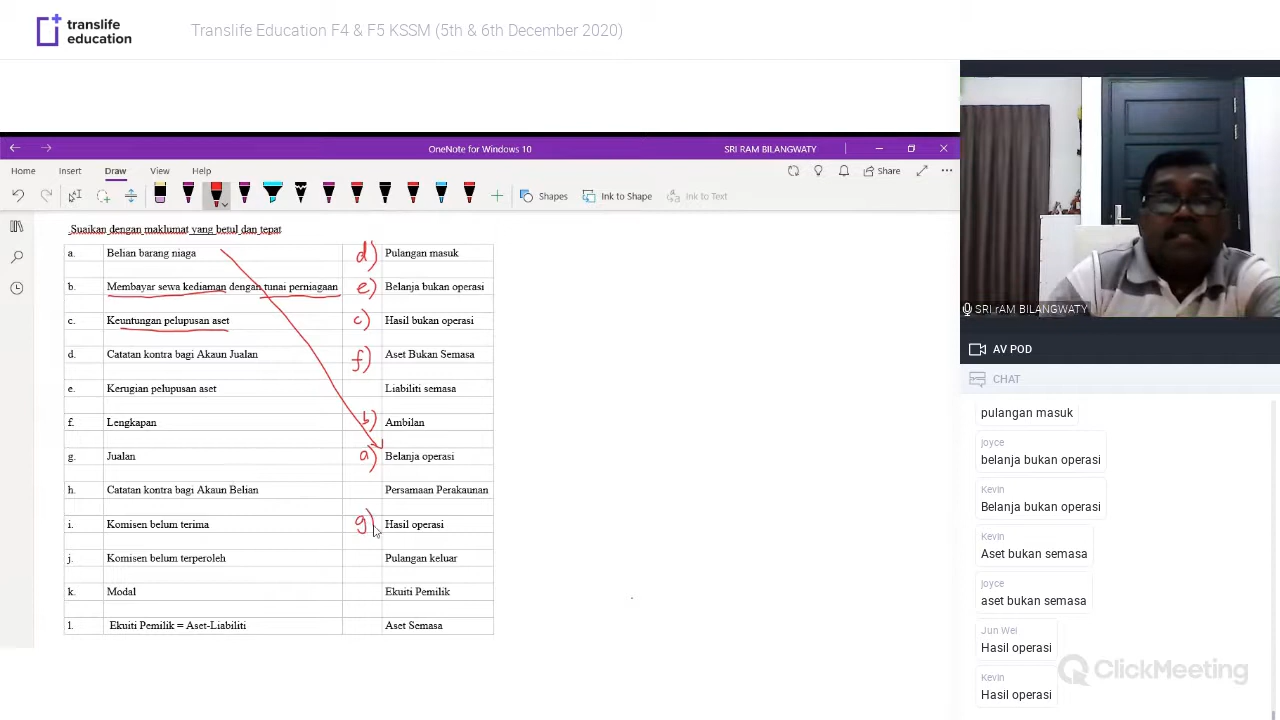 translife
education
Translife Education F4 & F5 KSSM (5th & 6th December 2020)
OneNote for Windows 10
SRI RAM BILANGWATY
Home Insert Draw View Help
Share
Shapes Ink to Shape Ink to Text
Suaikan dengan maklumat yang betul dan tepat
a. Belian barang niaga d) Pulangan masuk
b. Membayar sewa kediaman dengan tunai perniagaan e) Belanja bukan operasi
c. Keuntungan pelupusan aset c) Hasil bukan operasi
d. Catatan kontra bagi Akaun Jualan f) Aset Bukan Semasa
e. Kerugian pelupusan aset Liabiliti semasa
f. Lengkapan b) Ambilan
g. Jualan a) Belanja operasi
h. Catatan kontra bagi Akaun Belian Persamaan Perakaunan
i. Komisen belum terima g) Hasil operasi
j. Komisen belum terperoleh Pulangan keluar
k. Modal Ekuiti Pemilik
l. Ekuiti Pemilik = Aset-Liabiliti Aset Semasa
SRI rAM BILANGWATY
AV POD
CHAT
pulangan masuk
joyce
belanja bukan operasi
Kevin
Belanja bukan operasi
Kevin
Aset bukan semasa
joyce
aset bukan semasa
Jun Wei
Hasil operasi
Kevin
Hasil operasi
ClickMeeting